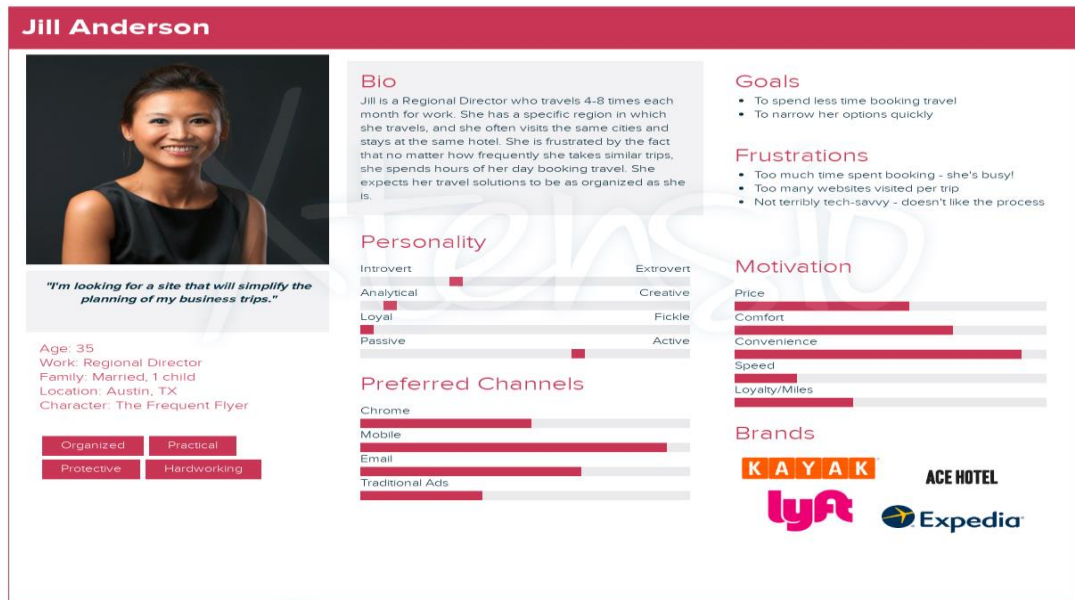 Jill Anderson
"I'm looking for a site that will simplify the
planning of my business trips."
Age: 35
Work: Regional Director
Family: Married, 1 child
Location: Austin, TX
Character: The Frequent Flyer
Organized
Practical
Protective
Hardworking
Bio
Jill is a Regional Director who travels 4-8 times each
month for work. She has a specific region in which
she travels, and she often visits the same cities and
stays at the same hotel. She is frustrated by the fact
that no matter how frequently she takes similar trips,
she spends hours of her day booking travel. She
expects her travel solutions to be as organized as she
is.
Personality
Introvert Extrovert
Analytical Creative
Loyal Fickle
Passive Active
Preferred Channels
Chrome
Mobile
Email
Traditional Ads
Goals
• To spend less time booking travel
• To narrow her options quickly
Frustrations
• Too much time spent booking - she's busy!
• Too many websites visited per trip
• Not terribly tech-savvy - doesn't like the process
Motivation
Price
Comfort
Convenience
Speed
Loyalty/Miles
Brands
KAYAK
ACE HOTEL
lyft
Expedia
xtensio